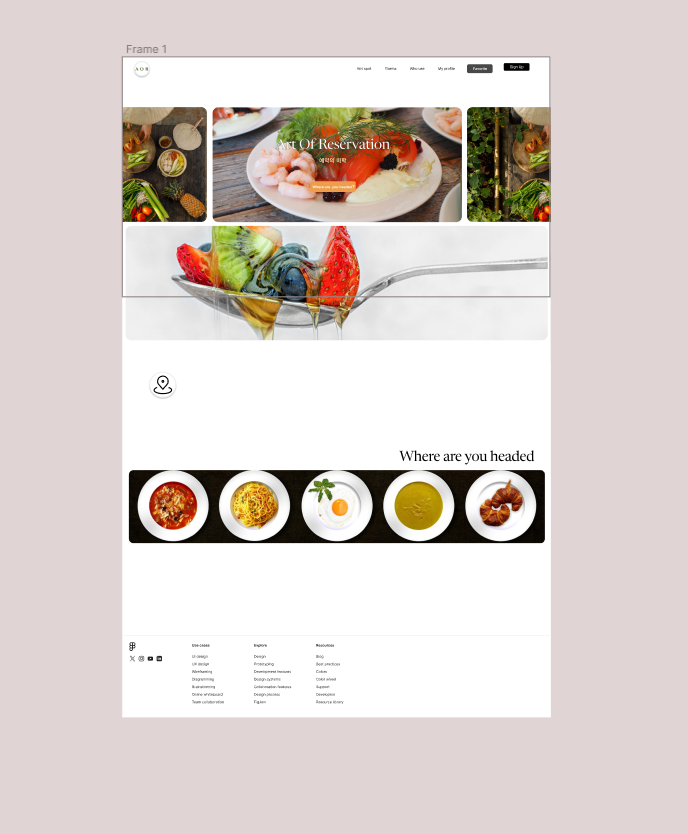 Frame 1
A O R
Hot spot
Teams
Who use
My profile
Favorite
Sign Up
Art Of Reservation
예약의 미학
Where are you headed?
Where are you headed
Use cases
UI design
UX design
Wireframing
Diagramming
Brainstorming
Online whiteboard
Team collaboration
Explore
Design
Prototyping
Development features
Design systems
Collaboration features
Design process
FigJam
Resources
Blog
Best practices
Colors
Color wheel
Support
Developers
Resource library